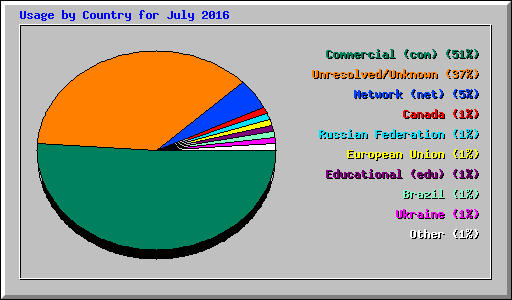 Usage by Country for July 2016
Commercial (com) (51%)
Unresolved/Unknown (37%)
Network (net) (5%)
Canada (1%)
Russian Federation (1%)
European Union (1%)
Educational (edu) (1%)
Brazil (1%)
Ukraine (1%)
Other (1%)